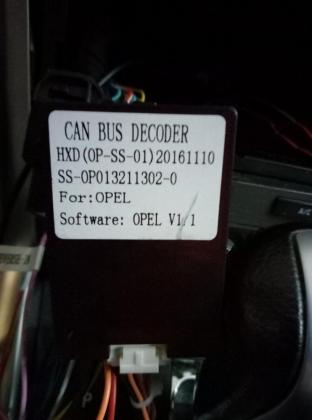 CAN BUS DECODER
HXD(OP-SS-01)20161110
SS-OP013211302-0
For:OPEL
Software: OPEL V1.1
A/C
P